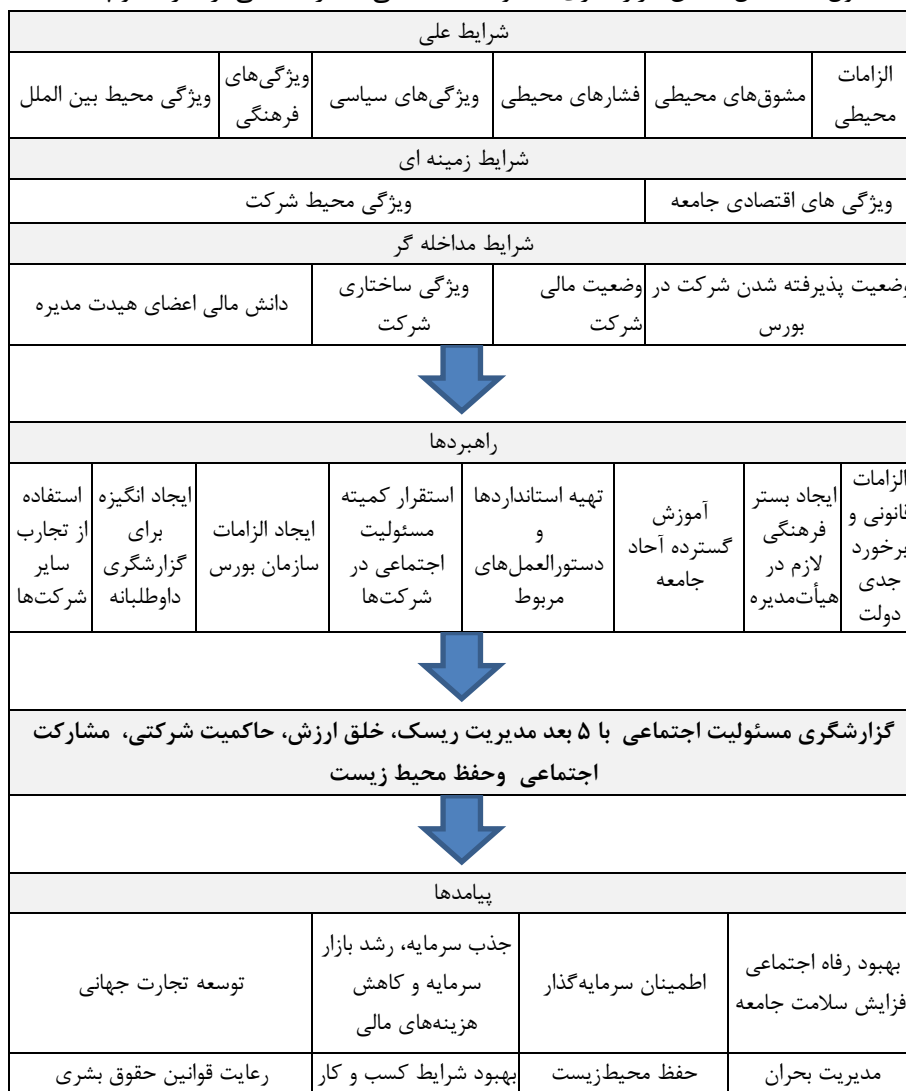 شرایط علی
الزامات
محیطی
مشوق‌های محیطی
فشارهای محیطی
ویژگی‌های سیاسی
ویژگی‌های
فرهنگی
ویژگی محیط بین الملل
شرایط زمینه ای
ویژگی های اقتصادی جامعه
ویژگی محیط شرکت
شرایط مداخله گر
وضعیت پذیرفته شدن شرکت در
بورس
وضعیت مالی
شرکت
ویژگی ساختاری
شرکت
دانش مالی اعضای هیدت مدیره
راهبردها
الزامات
قانونی و
برخورد
جدی
دولت
ایجاد بستر
فرهنگی
لازم در
هیأت‌مدیره
آموزش
گسترده آحاد
جامعه
تهیه استانداردها
و
دستورالعمل‌های
مربوط
استقرار کمیته
مسئولیت
اجتماعی در
شرکت‌ها
ایجاد الزامات
سازمان بورس
ایجاد انگیزه
برای
گزارشگری
داوطلبانه
استفاده
از تجارب
سایر
شرکت‌ها
گزارشگری مسئولیت اجتماعی با ۵ بعد مدیریت ریسک، خلق ارزش، حاکمیت شرکتی، مشارکت
اجتماعی وحفظ محیط زیست
پیامدها
بهبود رفاه اجتماعی
فزایش سلامت جامعه
اطمینان سرمایه‌گذار
جذب سرمایه، رشد بازار
سرمایه و کاهش
هزینه‌های مالی
توسعه تجارت جهانی
مدیریت بحران
حفظ محیط‌زیست
بهبود شرایط کسب و کار
رعایت قوانین حقوق بشری